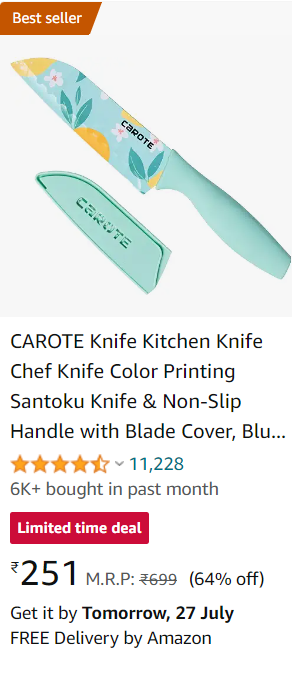 Best seller
CAROTE
CAROTE
CAROTE Knife Kitchen Knife
Chef Knife Color Printing
Santoku Knife & Non-Slip
Handle with Blade Cover, Blu...
11,228
6K+ bought in past month
Limited time deal
₹251 M.R.P: ₹699 (64% off)
Get it by Tomorrow, 27 July
FREE Delivery by Amazon